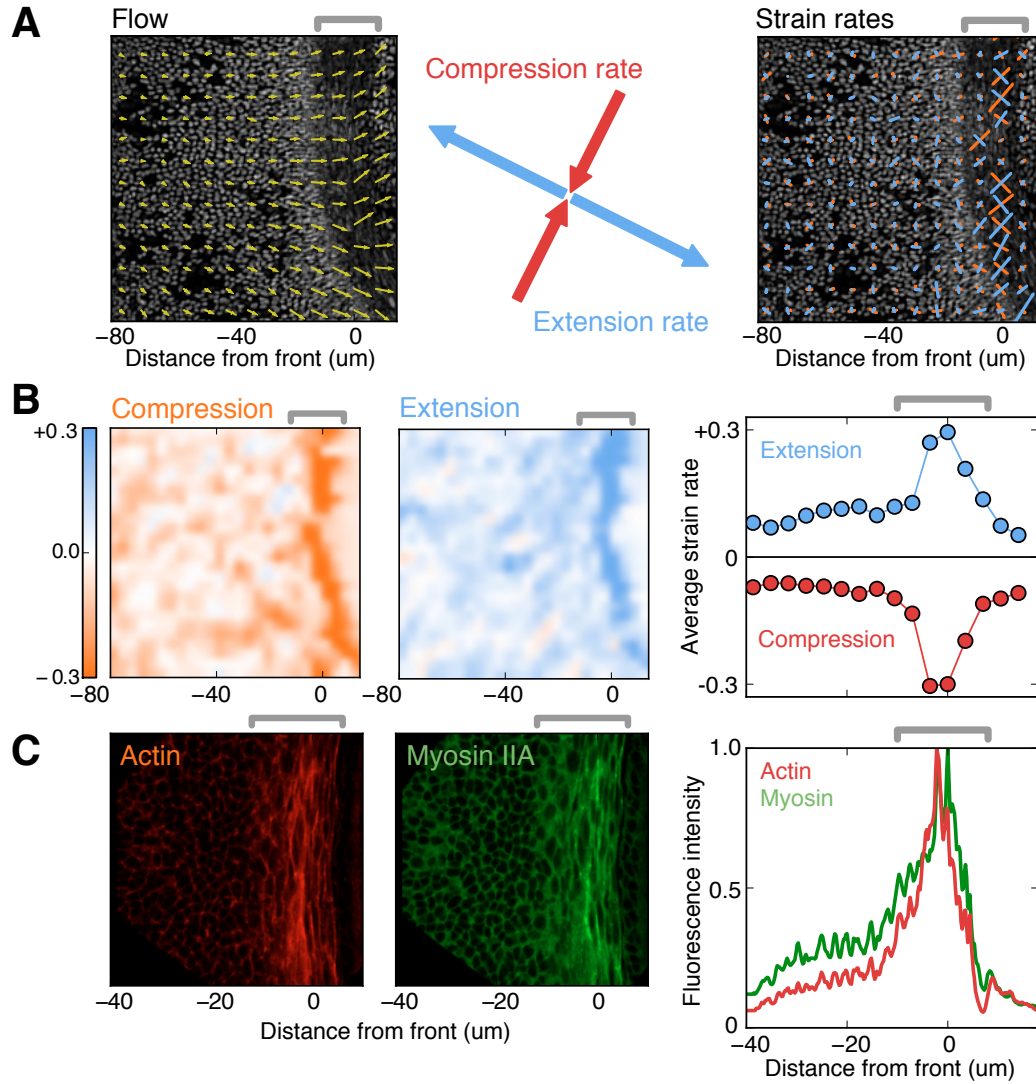 A
Flow
Strain rates
Compression rate
Extension rate
−80
−40
0
Distance from front (um)
−80
−40
0
Distance from front (um)
B
Compression
Extension
+0.3
0.0
−0.3
−80
−40
0
−80
−40
0
+0.3
0
-0.3
Average strain rate
Extension
Compression
C
Actin
Myosin IIA
−40
−20
0
−40
−20
0
Distance from front (um)
1.0
0.5
0
Fluorescence intensity
Actin
Myosin
−40
−20
0
Distance from front (um)